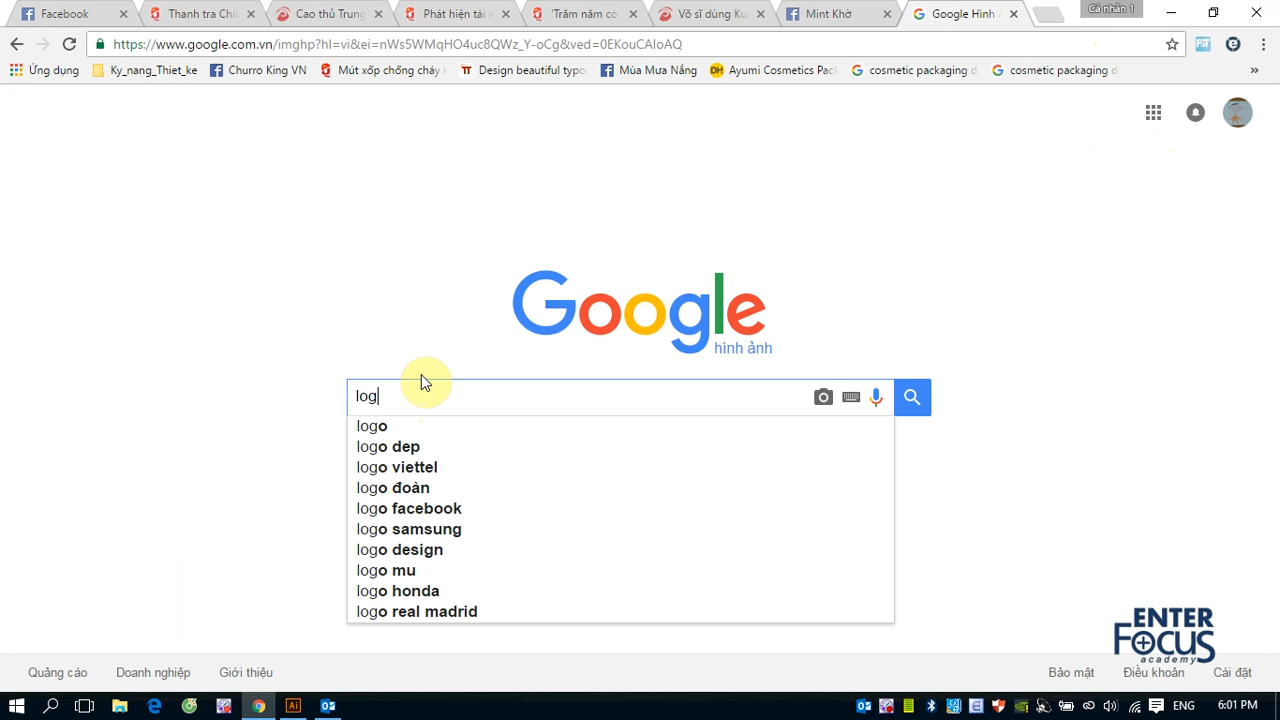 Facebook
Thanh tra Chín
Cao thủ Trung
Phát hiện tài x
'Trăm năm có
Võ sĩ dùng Ku
Mint Khờ
Google Hình ả
Cá nhân 1
https://www.google.com.vn/imghp?hl=vi&ei=nWs5WMqHO4uc8QWz_Y-oCg&ved=0EKouCAIoAQ
Ứng dụng
Ky_nang_Thiet_ke
Churro King VN
Mút xốp chống cháy
Design beautiful typo
Mùa Mưa Nắng
Ayumi Cosmetics Pac
cosmetic packaging d
cosmetic packaging d
»
Google
hình ảnh
log
logo
logo dep
logo viettel
logo đoàn
logo facebook
logo samsung
logo design
logo mu
logo honda
logo real madrid
ENTER
FOCUS
academy
Quảng cáo
Doanh nghiệp
Giới thiệu
Bảo mật
Điều khoản
Cài đặt
ENG
6:01 PM